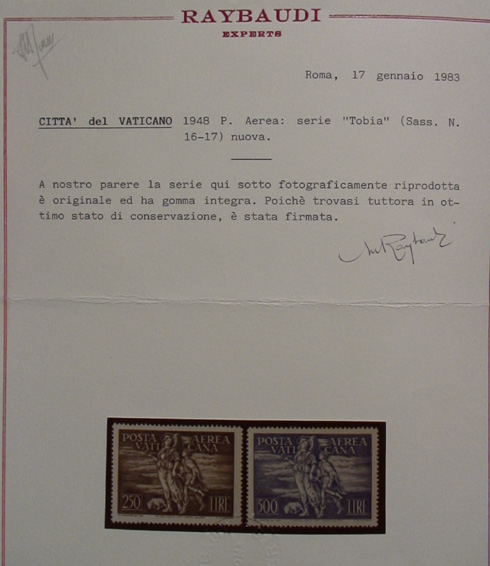 RAYBAUDI
EXPERTS
Roma, 17 gennaio 1983
CITTA' del VATICANO 1948 P. Aerea: serie "Tobia" (Sass. N.
16-17) nuova.
A nostro parere la serie qui sotto fotograficamente riprodotta
è originale ed ha gomma integra. Poichè trovasi tuttora in ot-
timo stato di conservazione, è stata firmata.
POSTA AEREA
VATICANA
250 LIRE
POSTA AEREA
VATICANA
500 LIRE